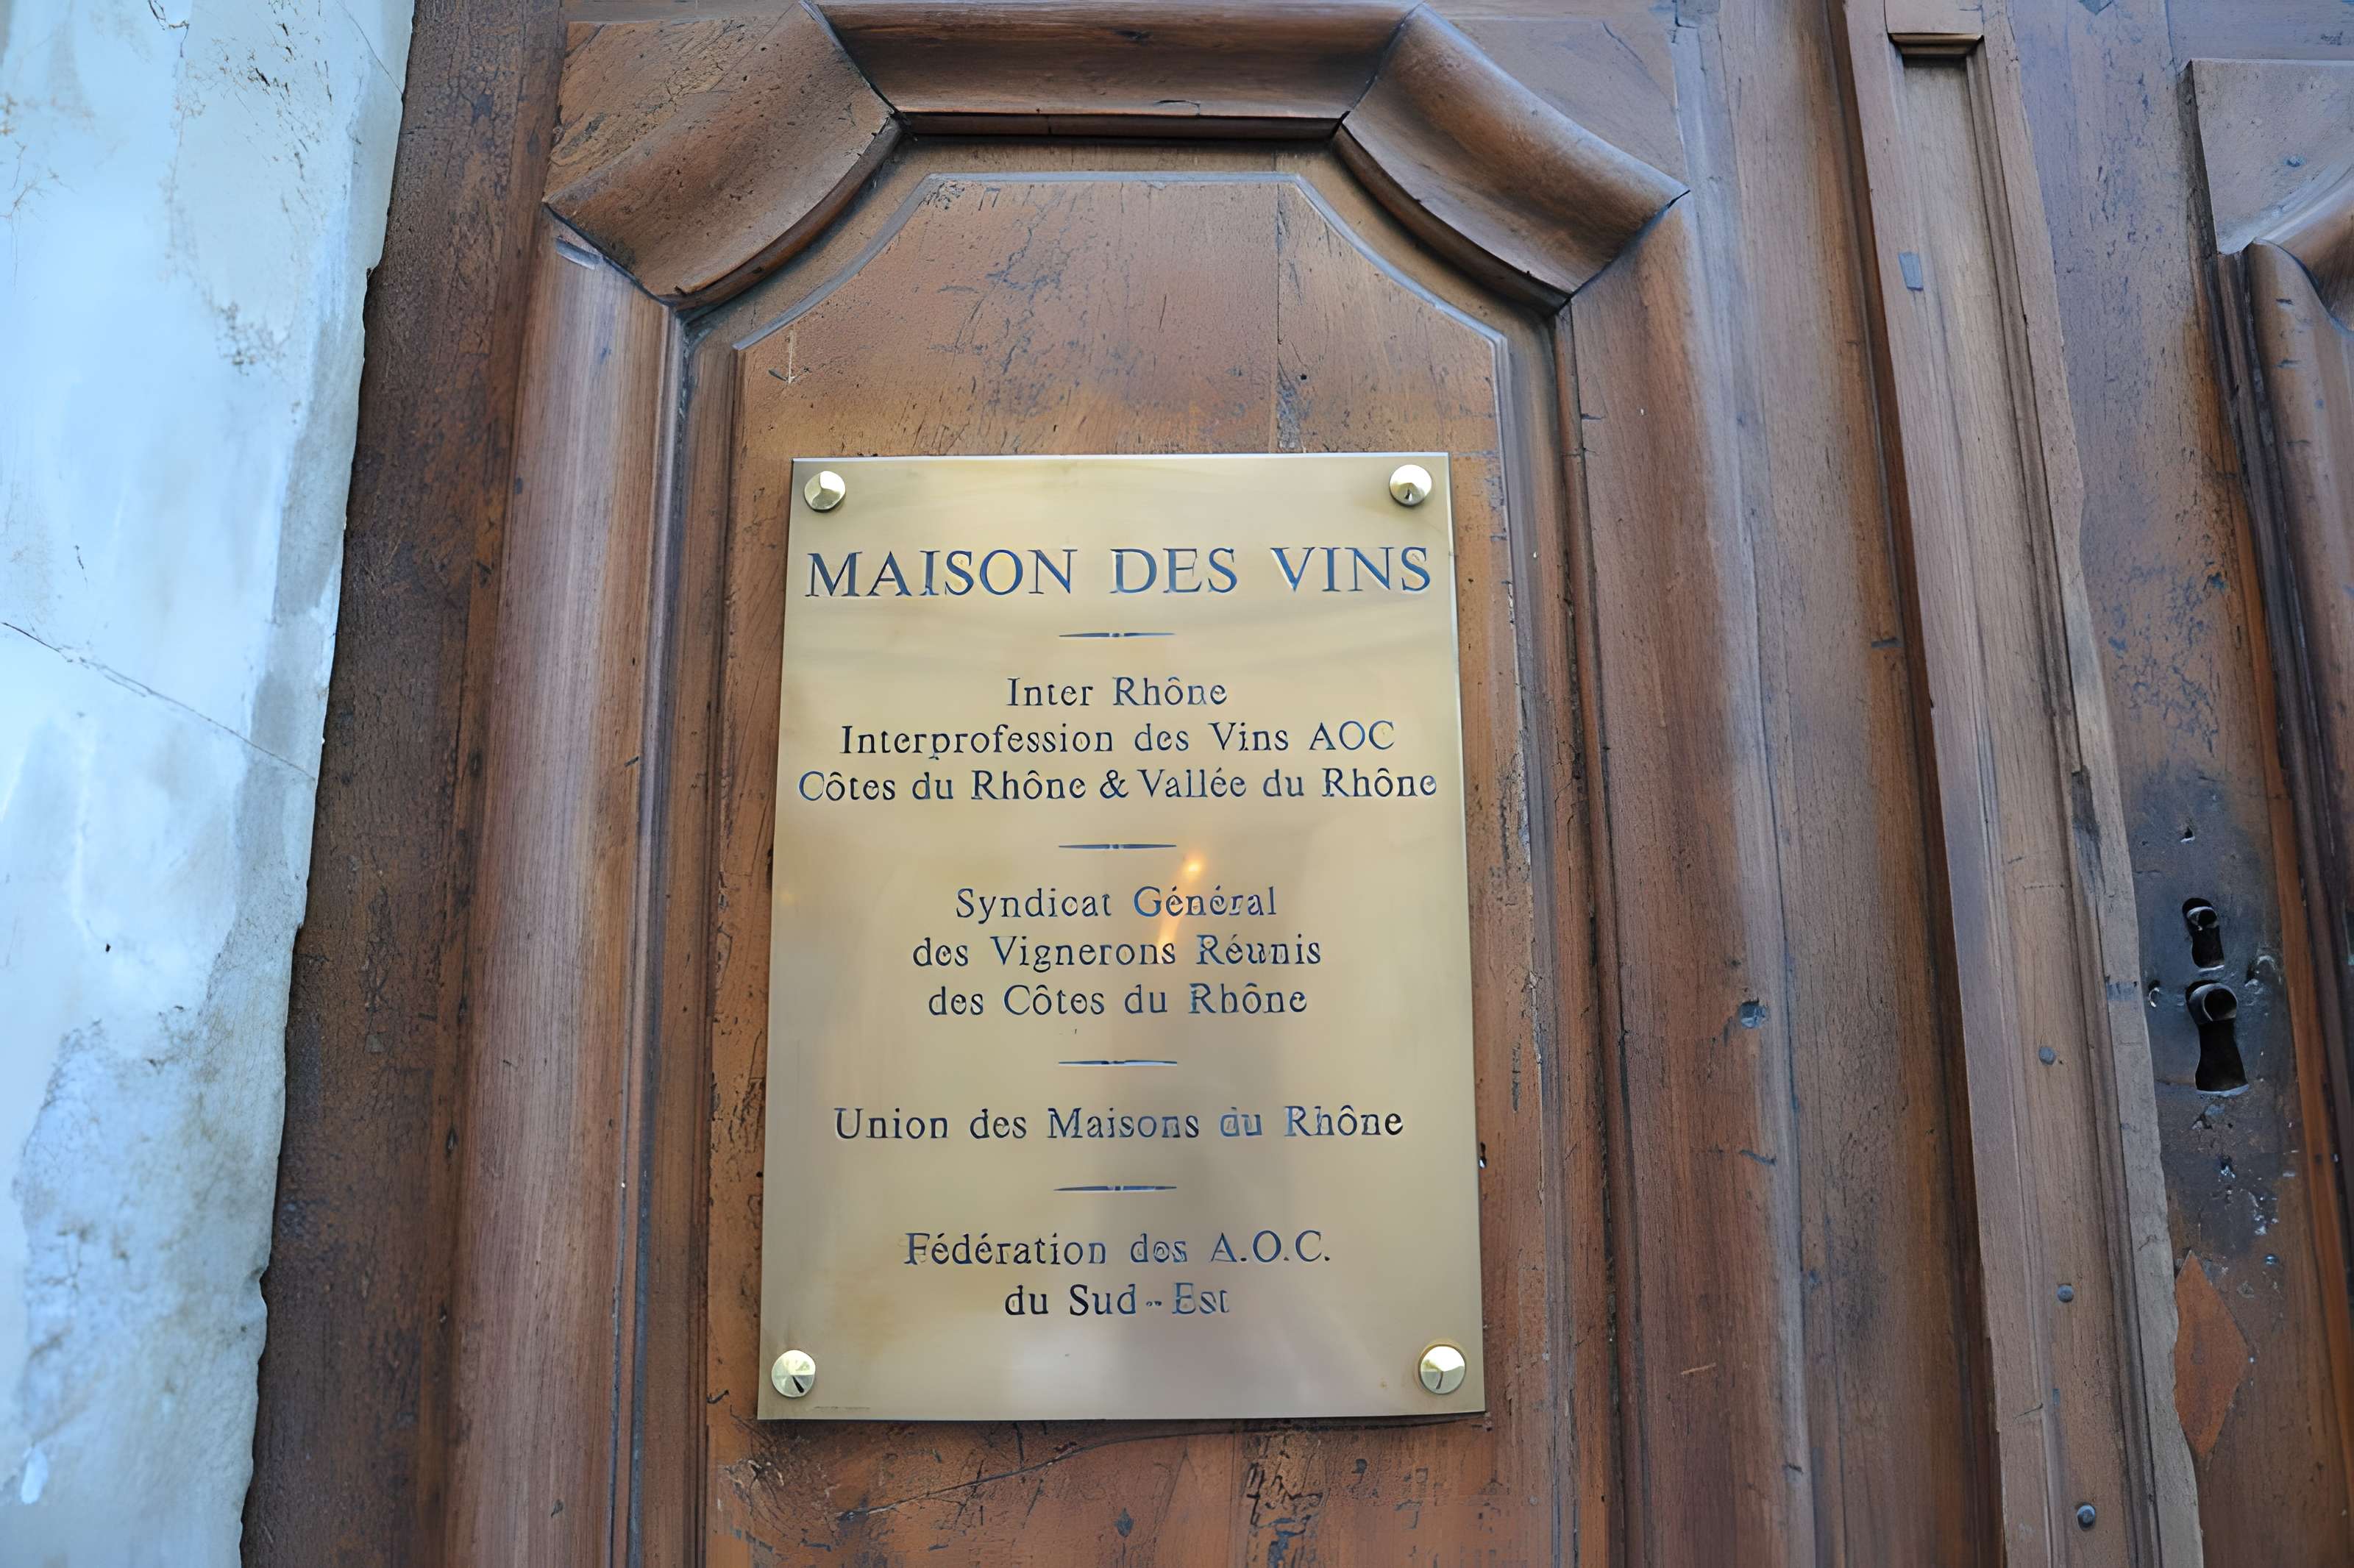 MAISON DES VINS
Inter Rhône
Interprofession des Vins AOC
Côtes du Rhône & Vallée du Rhône
Syndicat Général
des Vignerons Réunis
des Côtes du Rhône
Union des Maisons du Rhône
Fédération des A.O.C.
du Sud-Est